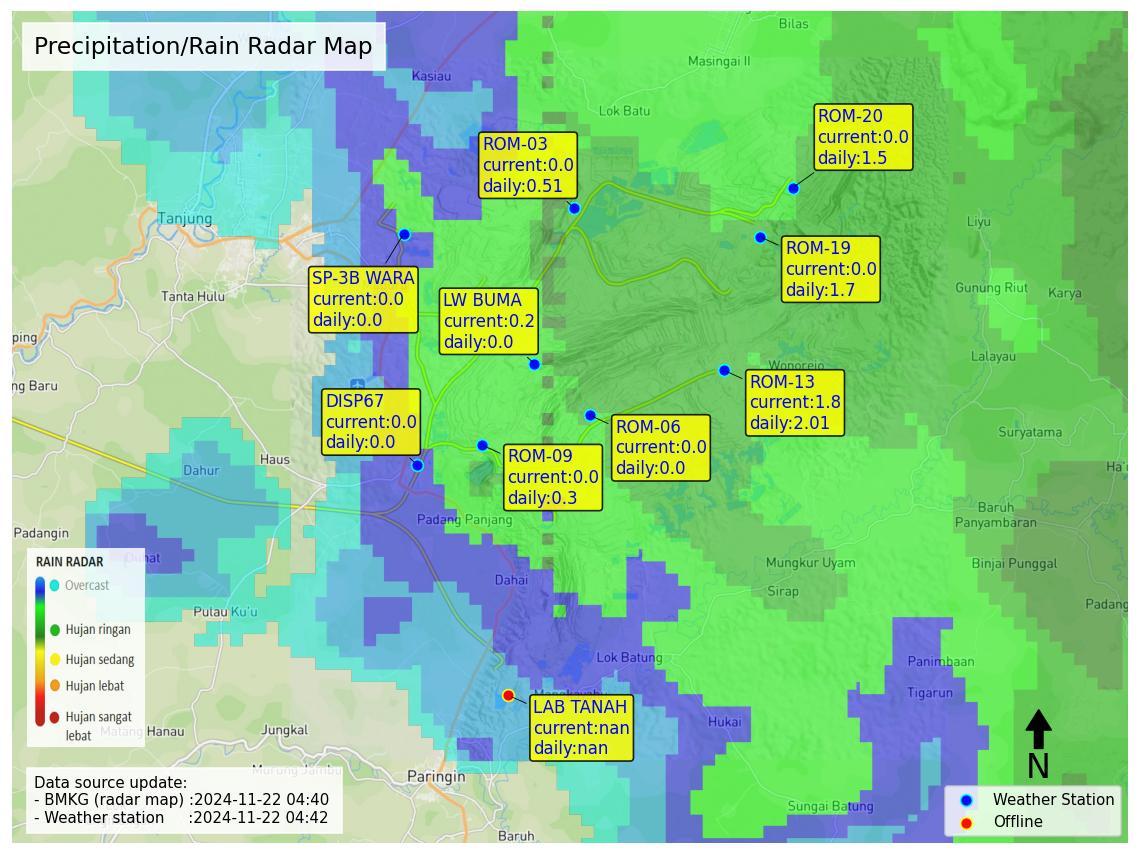 Precipitation/Rain Radar Map
Bilas
Kasiau
Masingai II
Lok Batu
ROM-20
current:0.0
daily:1.5
ROM-03
current:0.0
daily:0.51
Tanjung
Liyu
ROM-19
current:0.0
daily:1.7
SP-3B WARA
current:0.0
daily:0.0
Tanta Hulu
LW BUMA
current:0.2
daily:0.0
Gunung Riut
Karya
ping
Lalayau
Wonorejo
ng Baru
ROM-13
current:1.8
daily:2.01
DISP67
current:0.0
daily:0.0
ROM-06
current:0.0
daily:0.0
Suryatama
Haus
Dahur
ROM-09
current:0.0
daily:0.3
Ha'
Baruh
Panyambaran
Padang Panjang
Padangin
Mungkur Uyam
Binjai Punggal
Dahai
Sirap
Padang
RAIN RADAR
Overcast
Hujan ringan
Hujan sedang
Hujan lebat
Hujan sangat
lebat
Pulau Ku'u
Lok Batung
Panimbaan
Tigarun
LAB TANAH
current:nan
daily:nan
Hukai
Matang Hanau
Jungkal
Murung Jambu
Paringin
N
Data source update:
- BMKG (radar map) :2024-11-22 04:40
- Weather station :2024-11-22 04:42
Sungai Batung
Baruh
Weather Station
Offline